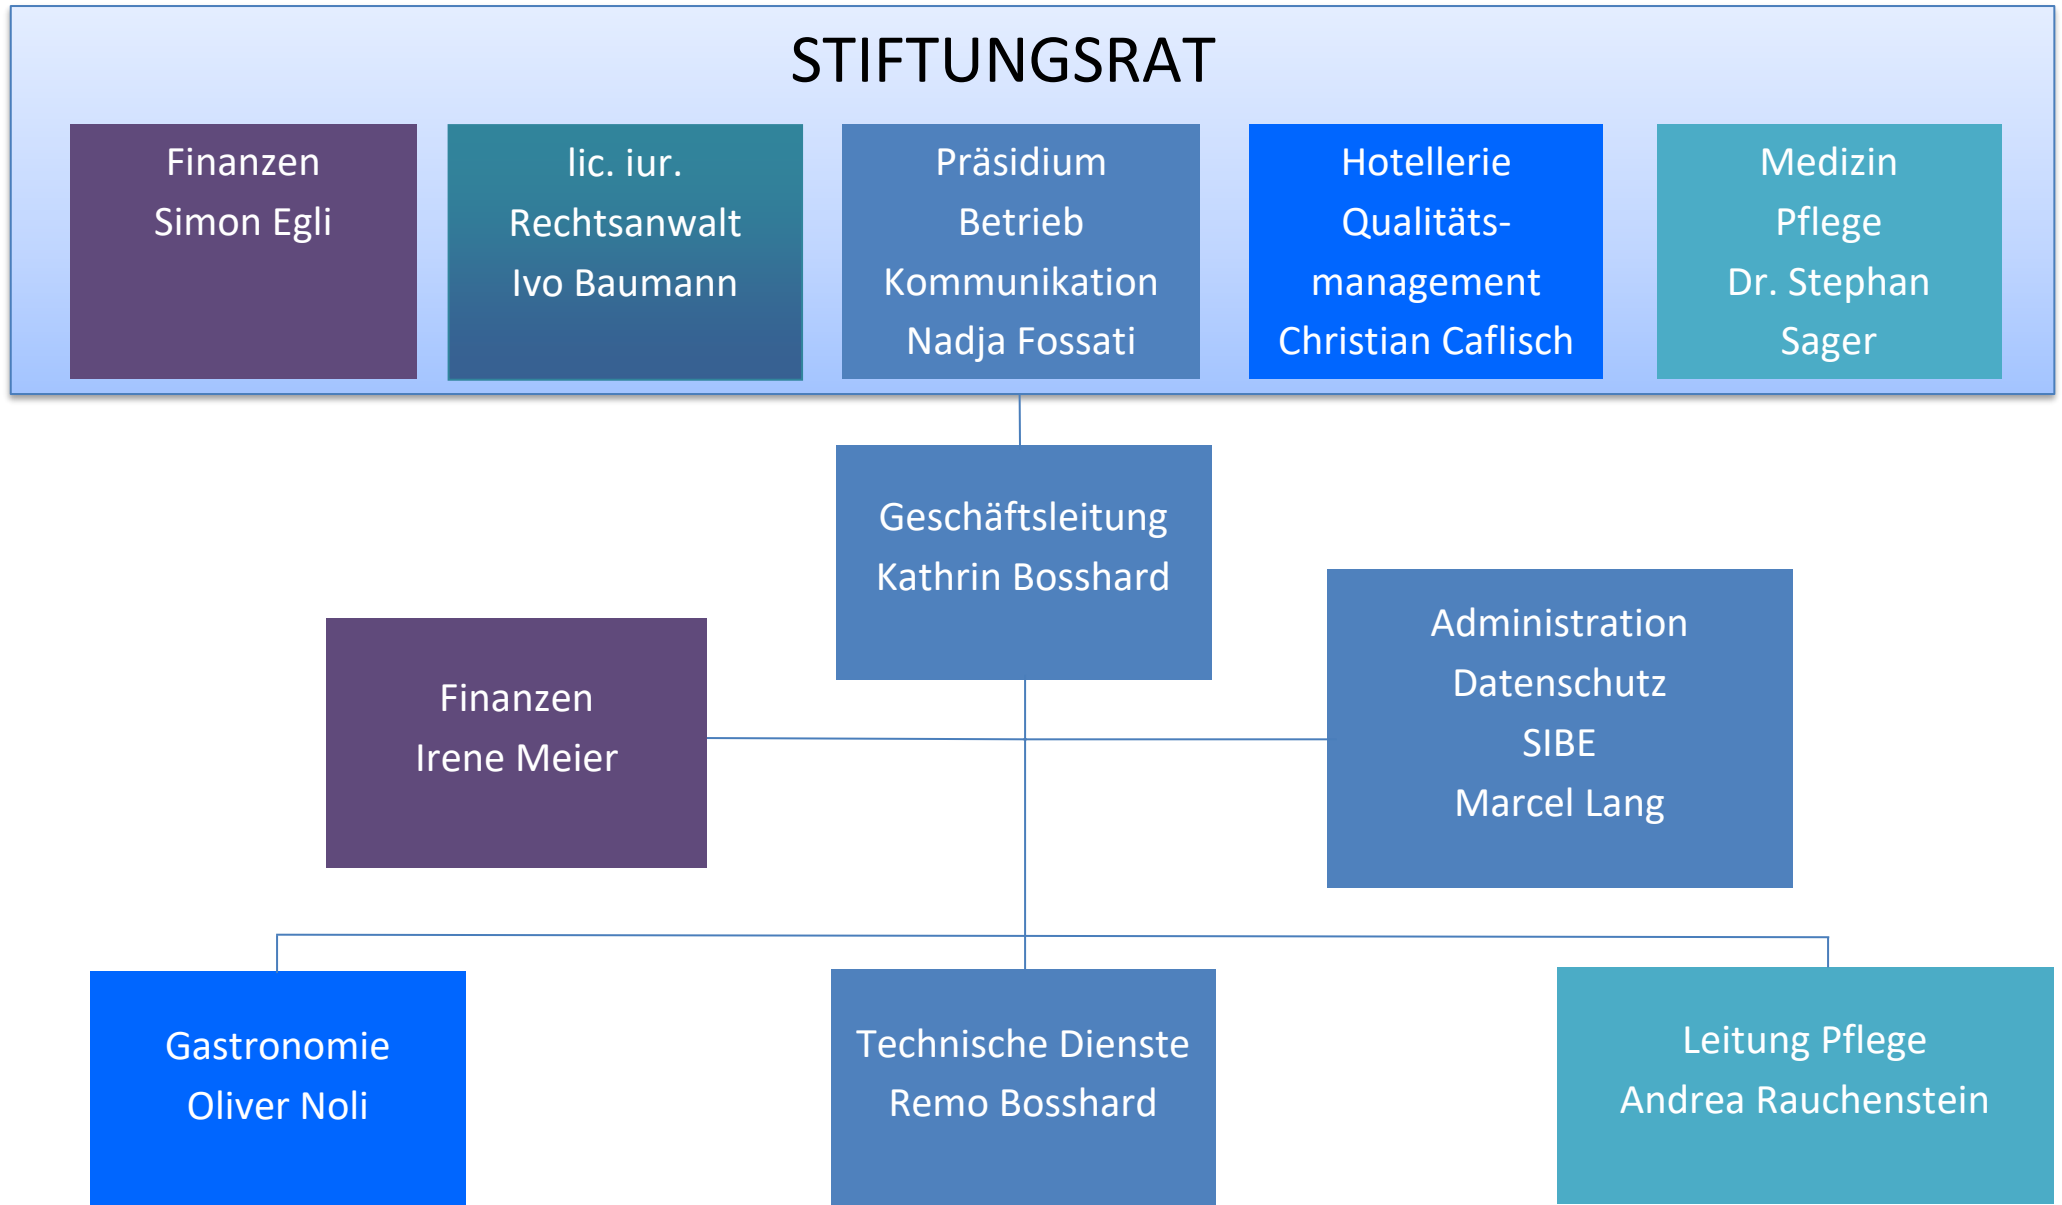 STIFTUNGSRAT
Finanzen
Simon Egli
lic. iur.
Rechtsanwalt
Ivo Baumann
Präsidium
Betrieb
Kommunikation
Nadja Fossati
Hotellerie
Qualitäts-
management
Christian Caflisch
Medizin
Pflege
Dr. Stephan
Sager
Geschäftsleitung
Kathrin Bosshard
Finanzen
Irene Meier
Administration
Datenschutz
SIBE
Marcel Lang
Gastronomie
Oliver Noli
Technische Dienste
Remo Bosshard
Leitung Pflege
Andrea Rauchenstein